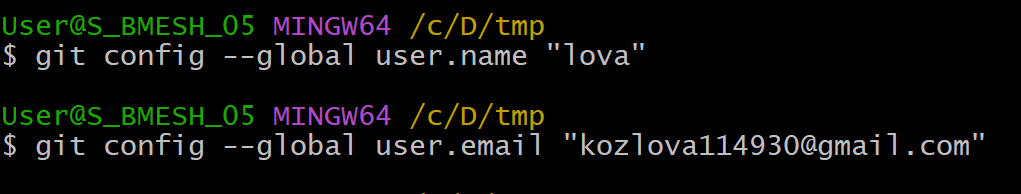 User@S_BMESH_05 MINGW64 /c/D/tmp
$ git config --global user.name "lova"
User@S_BMESH_05 MINGW64 /c/D/tmp
$ git config --global user.email "kozlova114930@gmail.com"